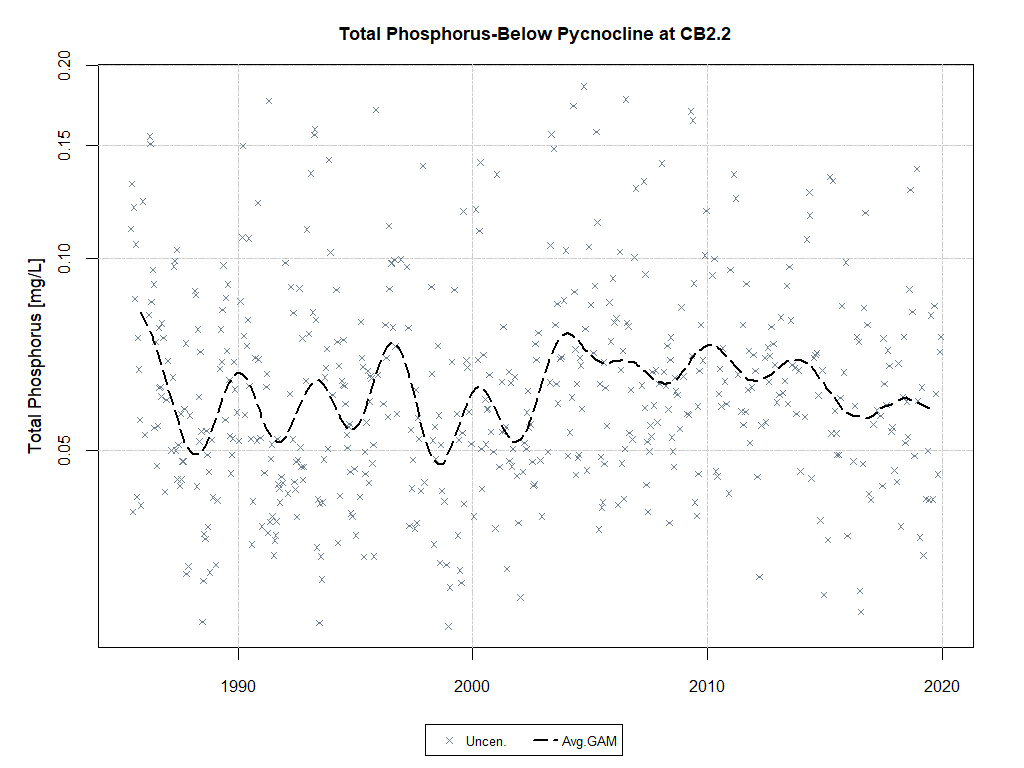 Total Phosphorus-Below Pycnocline at CB2.2
Total Phosphorus [mg/L]
0.20
0.15
0.10
0.05
1990 2000 2010 2020
Uncen. Avg.GAM